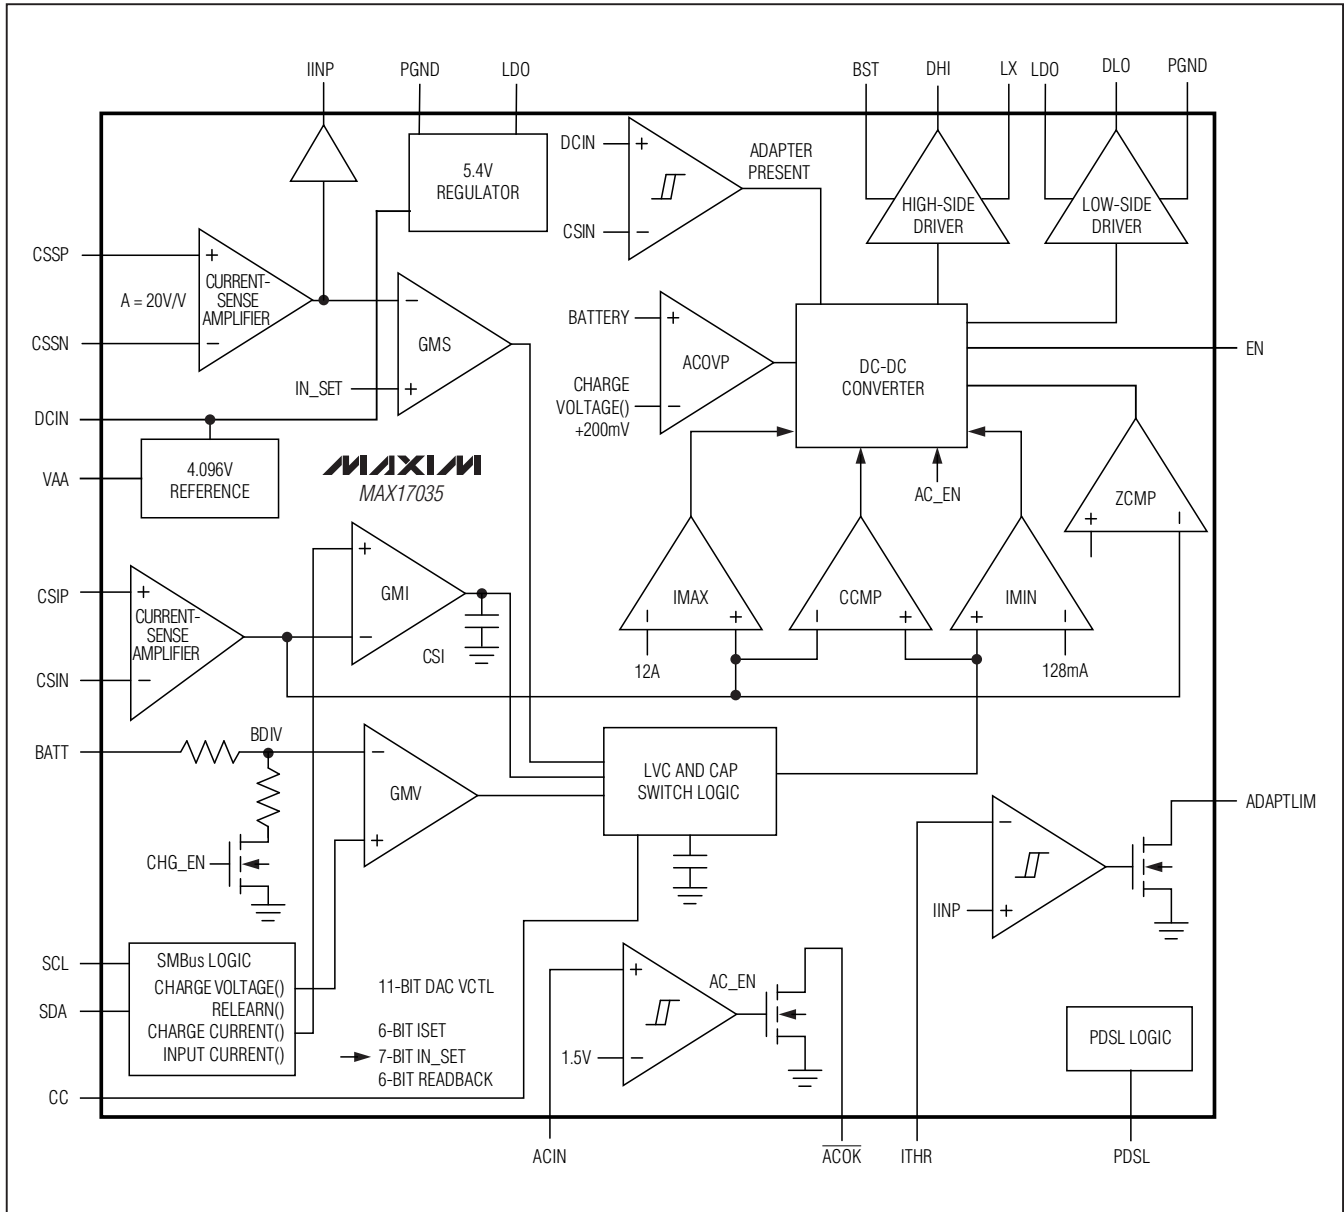 IINP
PGND
LDO
BST
DHI
LX
LDO
DLO
PGND
DCIN
+
ADAPTER
PRESENT
5.4V
REGULATOR
HIGH-SIDE
DRIVER
LOW-SIDE
DRIVER
CSIN
−
CSSP
+
CURRENT-
SENSE
AMPLIFIER
A = 20V/V
CSSN
−
−
GMS
IN_SET
+
BATTERY
+
ACOVP
CHARGE
VOLTAGE()
+200mV
−
DC-DC
CONVERTER
EN
DCIN
VAA
4.096V
REFERENCE
MAXIM
MAX17035
AC_EN
ZCMP
+
−
CSIP
+
CURRENT-
SENSE
AMPLIFIER
CSIN
−
+
GMI
−
CSI
IMAX
−
+
12A
CCMP
−
+
IMIN
+
−
128mA
BATT
BDIV
−
GMV
+
CHG_EN
LVC AND CAP
SWITCH LOGIC
ADAPTLIM
−
IINP
+
SCL
SDA
SMBus LOGIC
CHARGE VOLTAGE()
RELEARN()
CHARGE CURRENT()
INPUT CURRENT()
11-BIT DAC VCTL
6-BIT ISET
7-BIT IN_SET
6-BIT READBACK
+
AC_EN
1.5V
−
PDSL LOGIC
CC
ACIN
ACOK
ITHR
PDSL